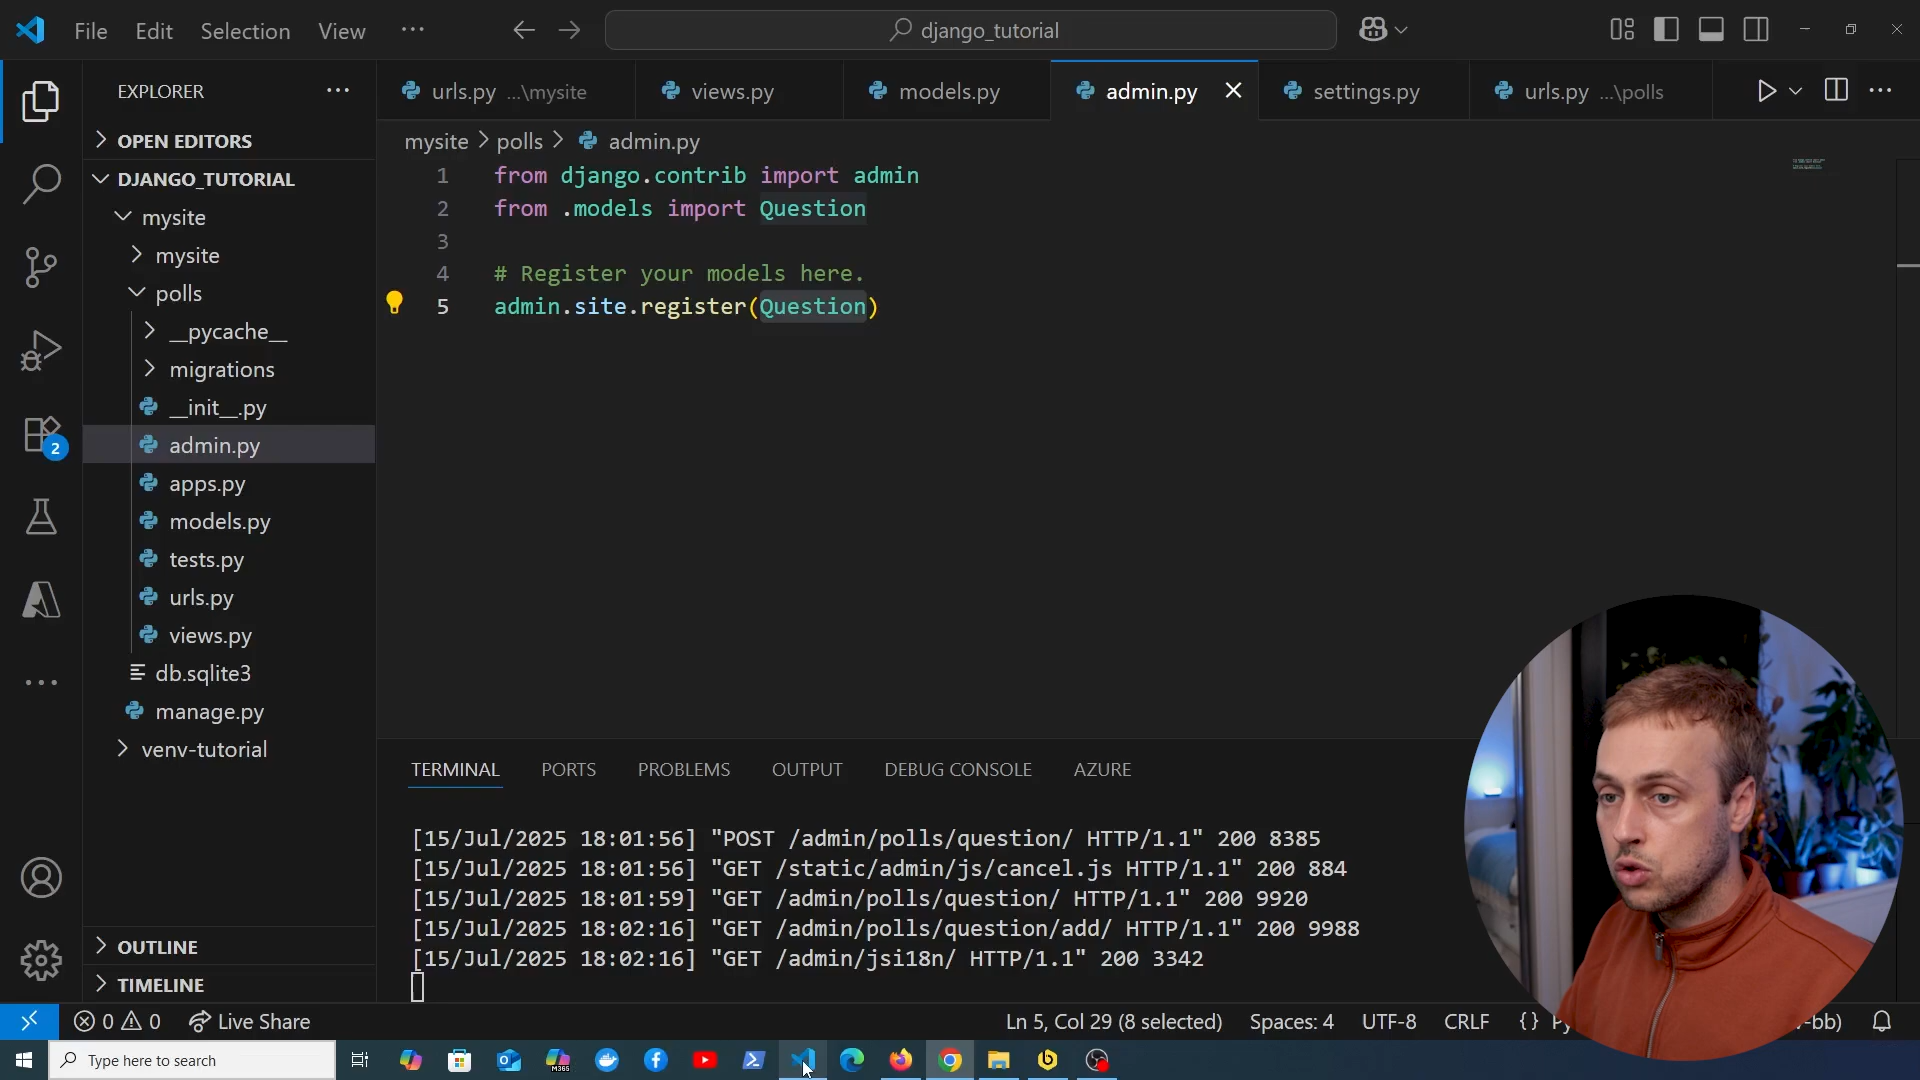 File Edit Selection View ···
django_tutorial
EXPLORER
OPEN EDITORS
DJANGO_TUTORIAL
mysite
mysite
polls
__pycache__
migrations
__init__.py
admin.py
apps.py
models.py
tests.py
urls.py
views.py
db.sqlite3
manage.py
venv-tutorial
OUTLINE
TIMELINE
2
urls.py ...\mysite
views.py
models.py
admin.py
settings.py
urls.py ...\polls
mysite > polls > admin.py
1 from django.contrib import admin
2 from .models import Question
3
4 # Register your models here.
5 admin.site.register(Question)
TERMINAL PORTS PROBLEMS OUTPUT DEBUG CONSOLE AZURE
[15/Jul/2025 18:01:56] "POST /admin/polls/question/ HTTP/1.1" 200 8385
[15/Jul/2025 18:01:56] "GET /static/admin/js/cancel.js HTTP/1.1" 200 884
[15/Jul/2025 18:01:59] "GET /admin/polls/question/ HTTP/1.1" 200 9920
[15/Jul/2025 18:02:16] "GET /admin/polls/question/add/ HTTP/1.1" 200 9988
[15/Jul/2025 18:02:16] "GET /admin/jsi18n/ HTTP/1.1" 200 3342
0 0 Live Share Ln 5, Col 29 (8 selected) Spaces: 4 UTF-8 CRLF {}
Type here to search
M365